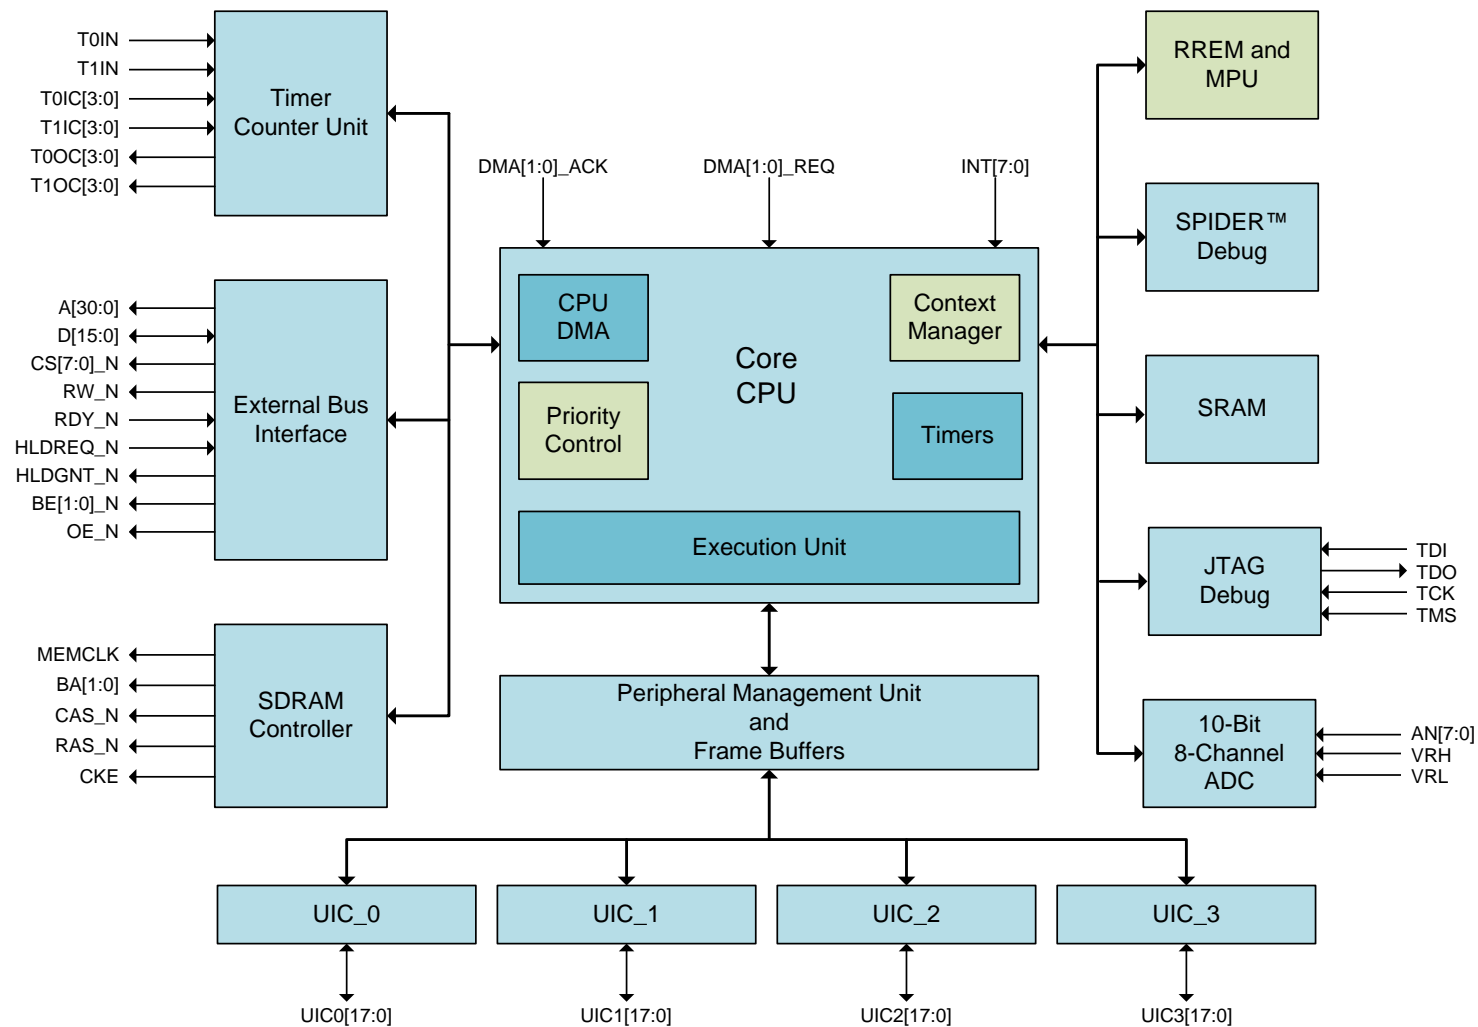 T0IN
T1IN
T0IC[3:0]
T1IC[3:0]
T0OC[3:0]
T1OC[3:0]
Timer
Counter Unit
A[30:0]
D[15:0]
CS[7:0]_N
RW_N
RDY_N
HLDREQ_N
HLDGNT_N
BE[1:0]_N
OE_N
External Bus
Interface
MEMCLK
BA[1:0]
CAS_N
RAS_N
CKE
SDRAM
Controller
DMA[1:0]_ACK
DMA[1:0]_REQ
INT[7:0]
CPU
DMA
Context
Manager
Core
CPU
Priority
Control
Timers
Execution Unit
Peripheral Management Unit
and
Frame Buffers
RREM and
MPU
SPIDER™
Debug
SRAM
JTAG
Debug
TDI
TDO
TCK
TMS
10-Bit
8-Channel
ADC
AN[7:0]
VRH
VRL
UIC_0
UIC_1
UIC_2
UIC_3
UIC0[17:0]
UIC1[17:0]
UIC2[17:0]
UIC3[17:0]